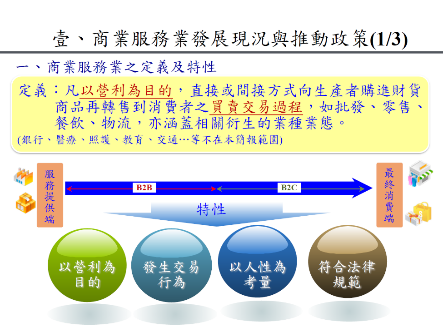 壹、商業服務業發展現況與推動政策(1/3)
一、商業服務業之定義及特性
定義：凡以營利為目的，直接或間接方式向生產者購進財貨
商品再轉售到消費者之買賣交易過程，如批發、零售、
餐飲、物流，亦涵蓋相關衍生的業種業態。
(銀行、醫療、照護、教育、交通…等不在本簡報範圍)
服務提供端
B2B
B2C
最終消費端
特性
以營利為
目的
發生交易
行為
以人性為
考量
符合法律
規範